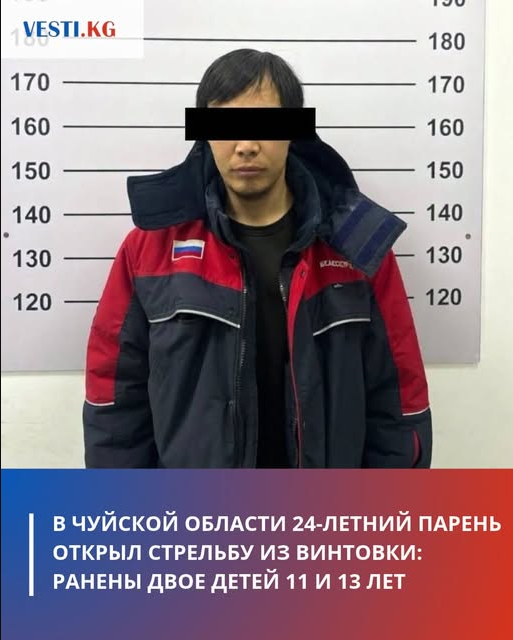 VESTI.KG
190
180 180
170 170
160 160
150 150
140 140
130 130
120 120
В ЧУЙСКОЙ ОБЛАСТИ 24-ЛЕТНИЙ ПАРЕНЬ
ОТКРЫЛ СТРЕЛЬБУ ИЗ ВИНТОВКИ:
РАНЕНЫ ДВОЕ ДЕТЕЙ 11 И 13 ЛЕТ